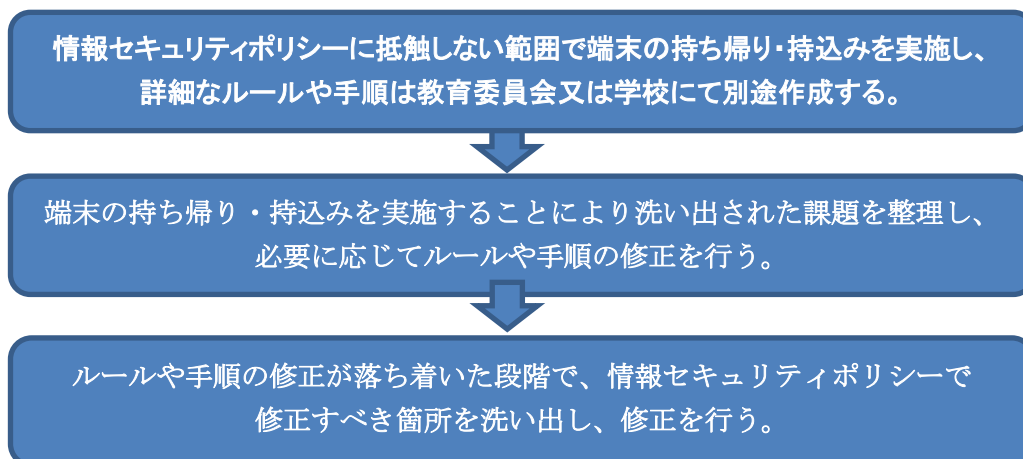 情報セキュリティポリシーに抵触しない範囲で端末の持ち帰り・持込みを実施し、
詳細なルールや手順は教育委員会又は学校にて別途作成する。
端末の持ち帰り・持込みを実施することにより洗い出された課題を整理し、
必要に応じてルールや手順の修正を行う。
ルールや手順の修正が落ち着いた段階で、情報セキュリティポリシーで
修正すべき箇所を洗い出し、修正を行う。